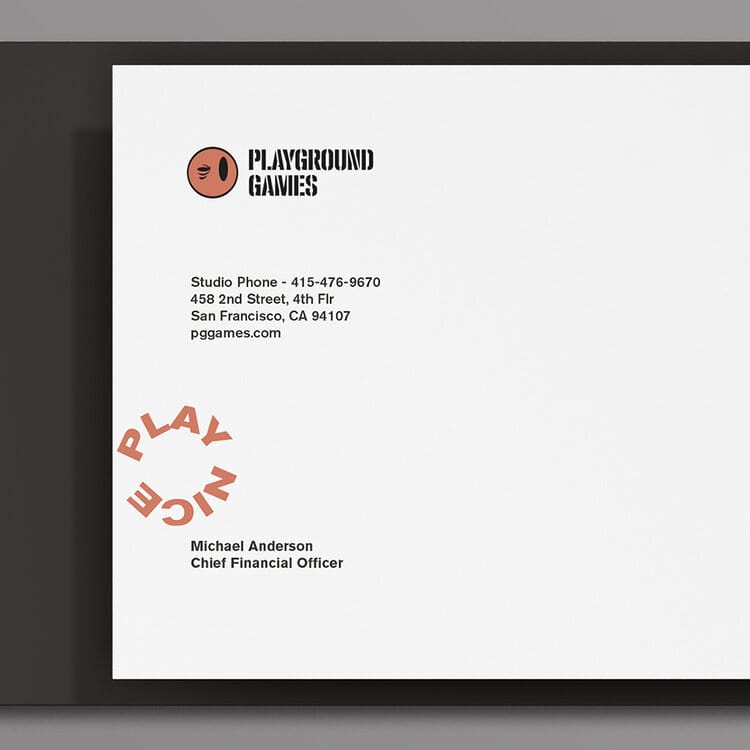 PLAYGROUND
GAMES
Studio Phone - 415-476-9670
458 2nd Street, 4th Flr
San Francisco, CA 94107
pggames.com
PLAY
NICE
Michael Anderson
Chief Financial Officer